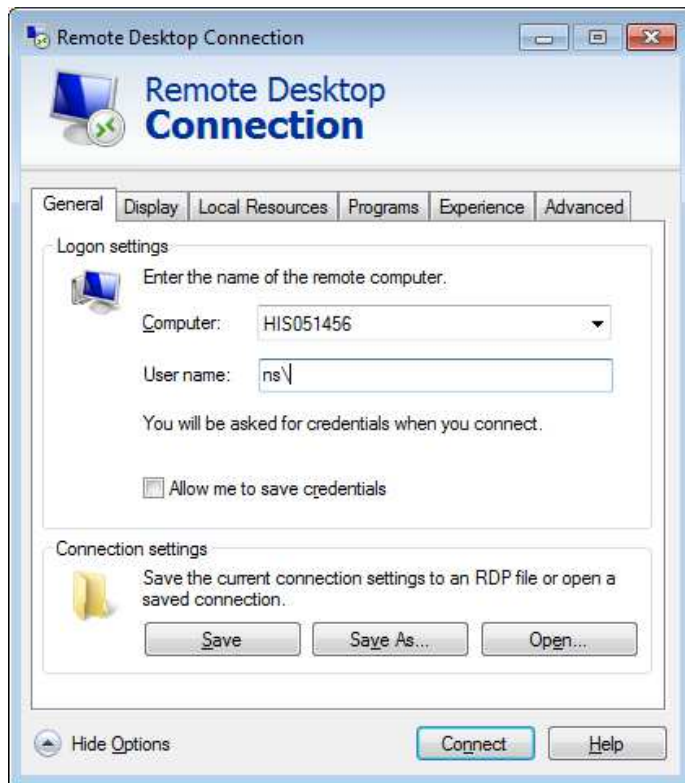 Remote Desktop Connection
Remote Desktop
Connection
General Display Local Resources Programs Experience Advanced
Logon settings
Enter the name of the remote computer.
Computer: HIS051456
User name: ns\
You will be asked for credentials when you connect.
Allow me to save credentials
Connection settings
Save the current connection settings to an RDP file or open a
saved connection.
Save Save As... Open...
Hide Options Connect Help